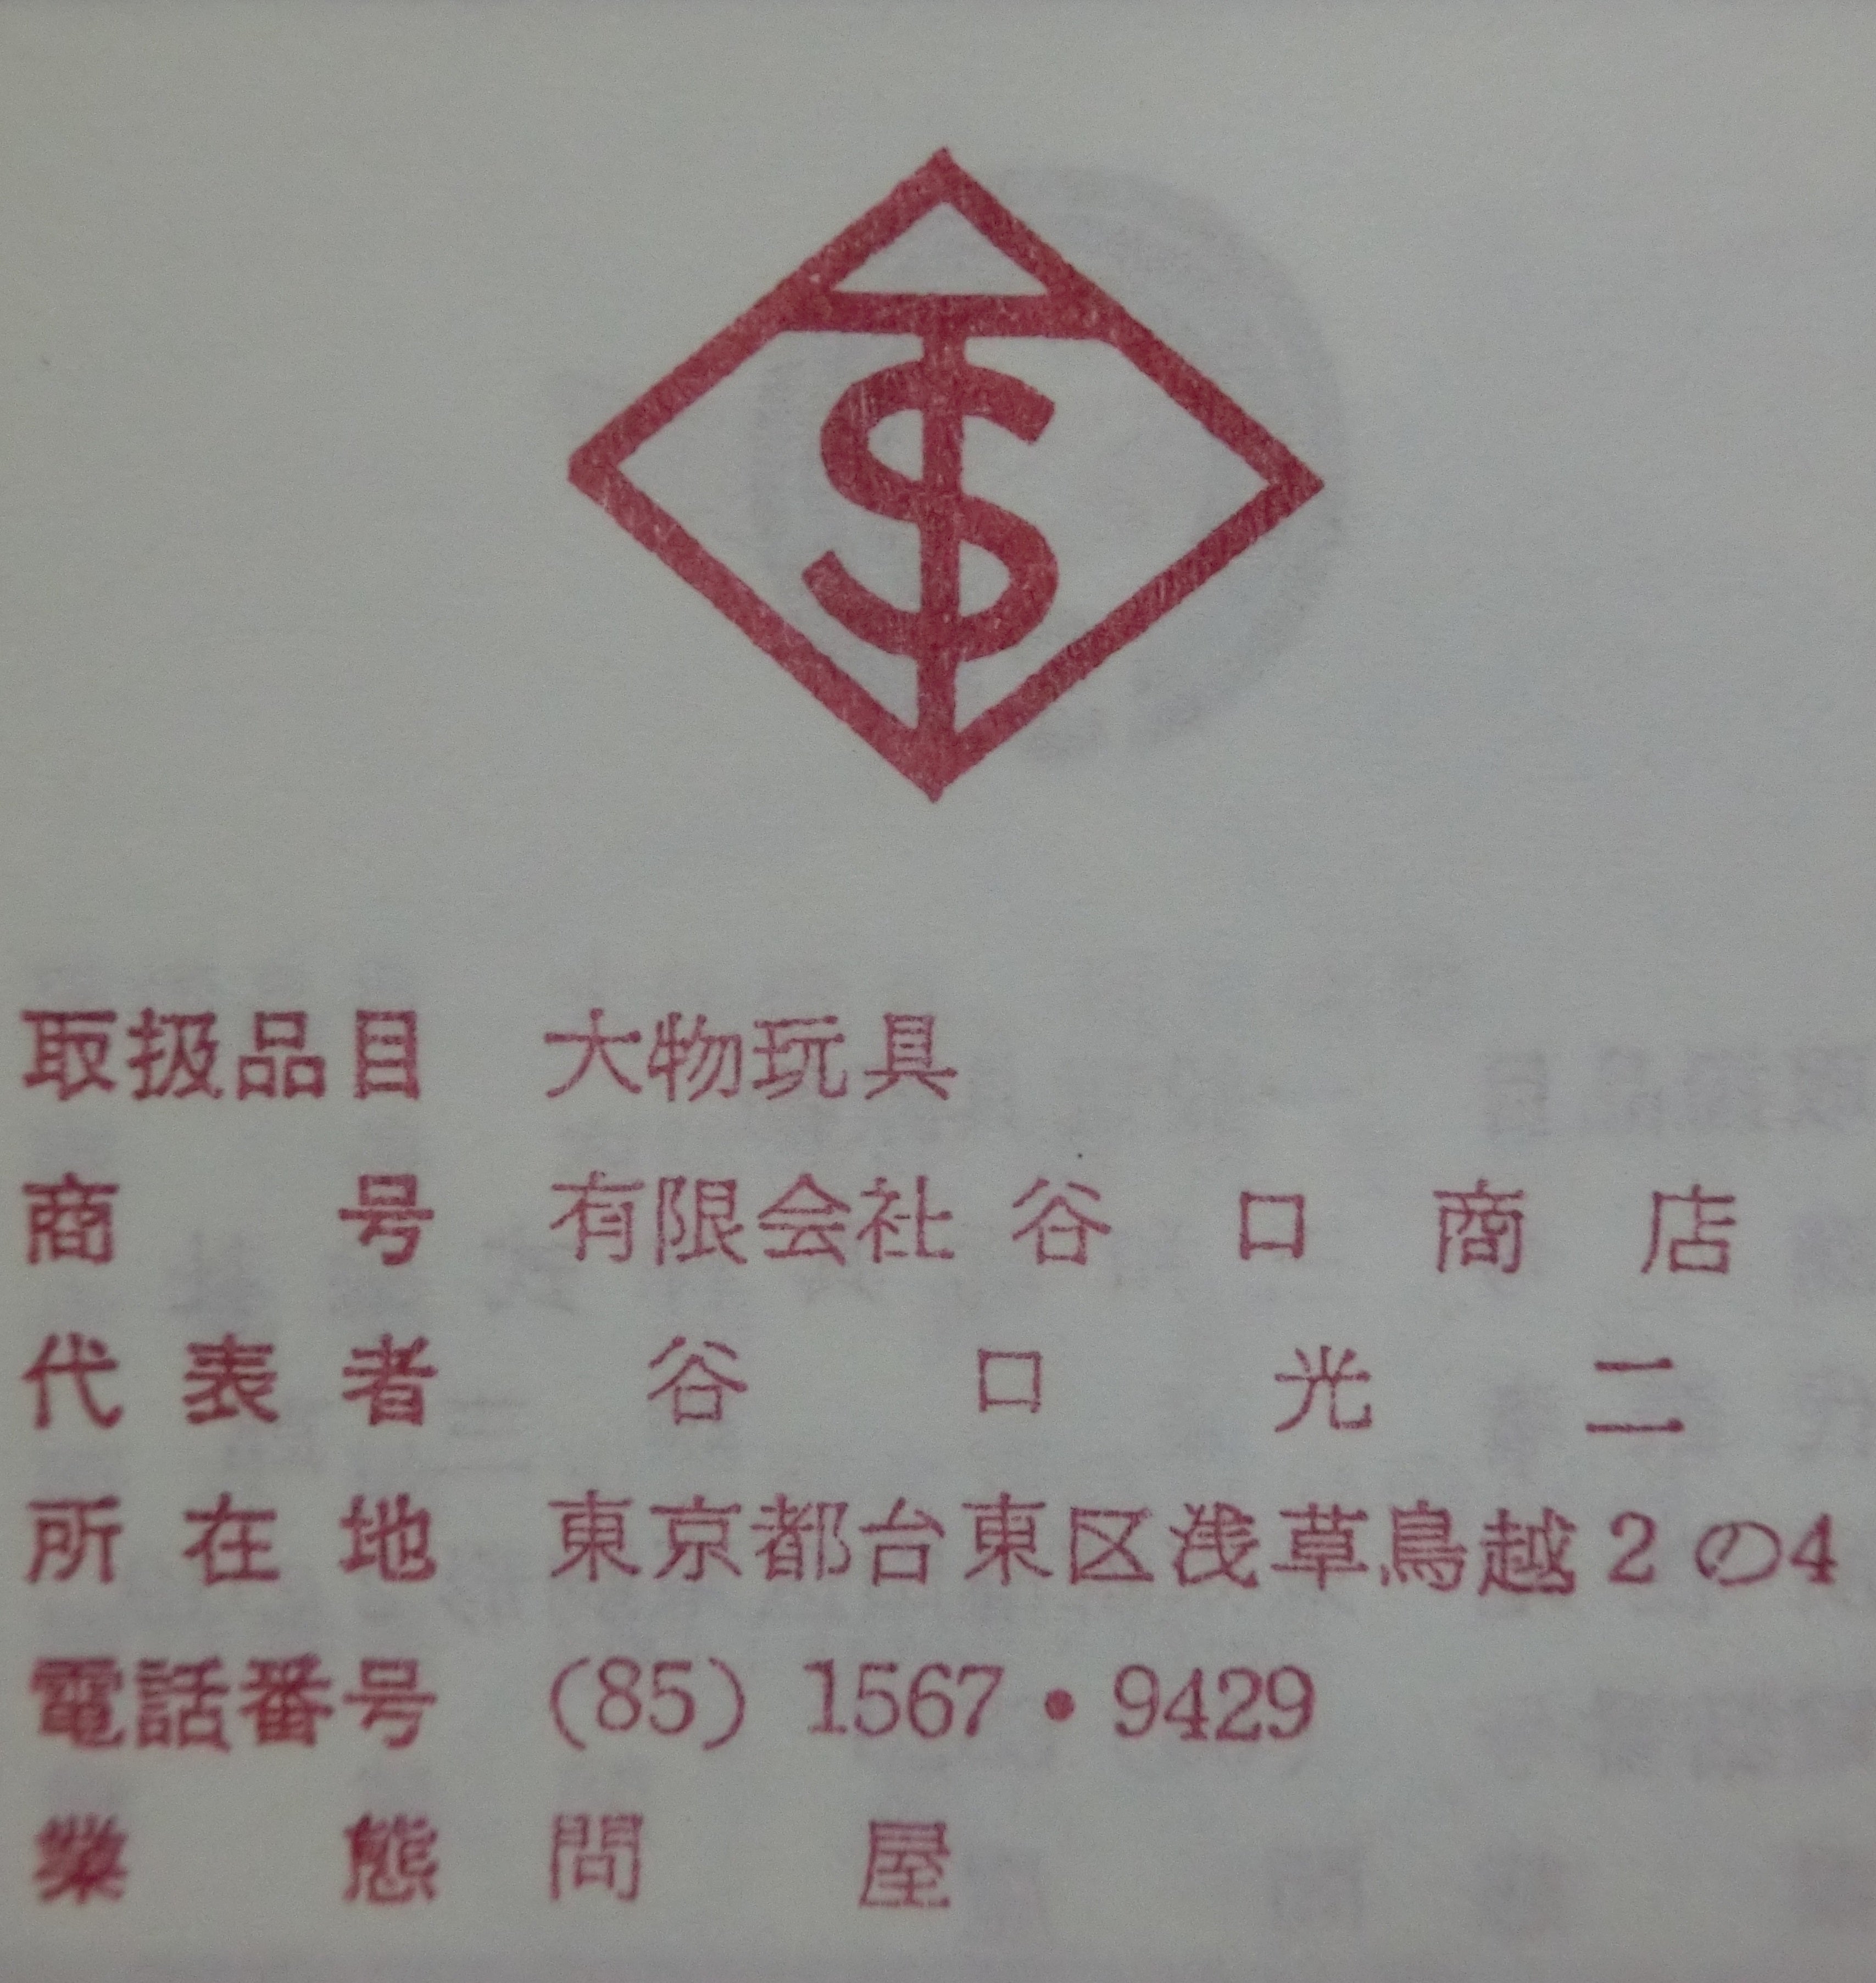 TS
取扱品目 大物玩具
商号 有限会社 谷口商店
代表者 谷口光二
所在地 東京都台東区浅草鳥越2の4
電話番号 (85) 1567・9429
業態 問屋